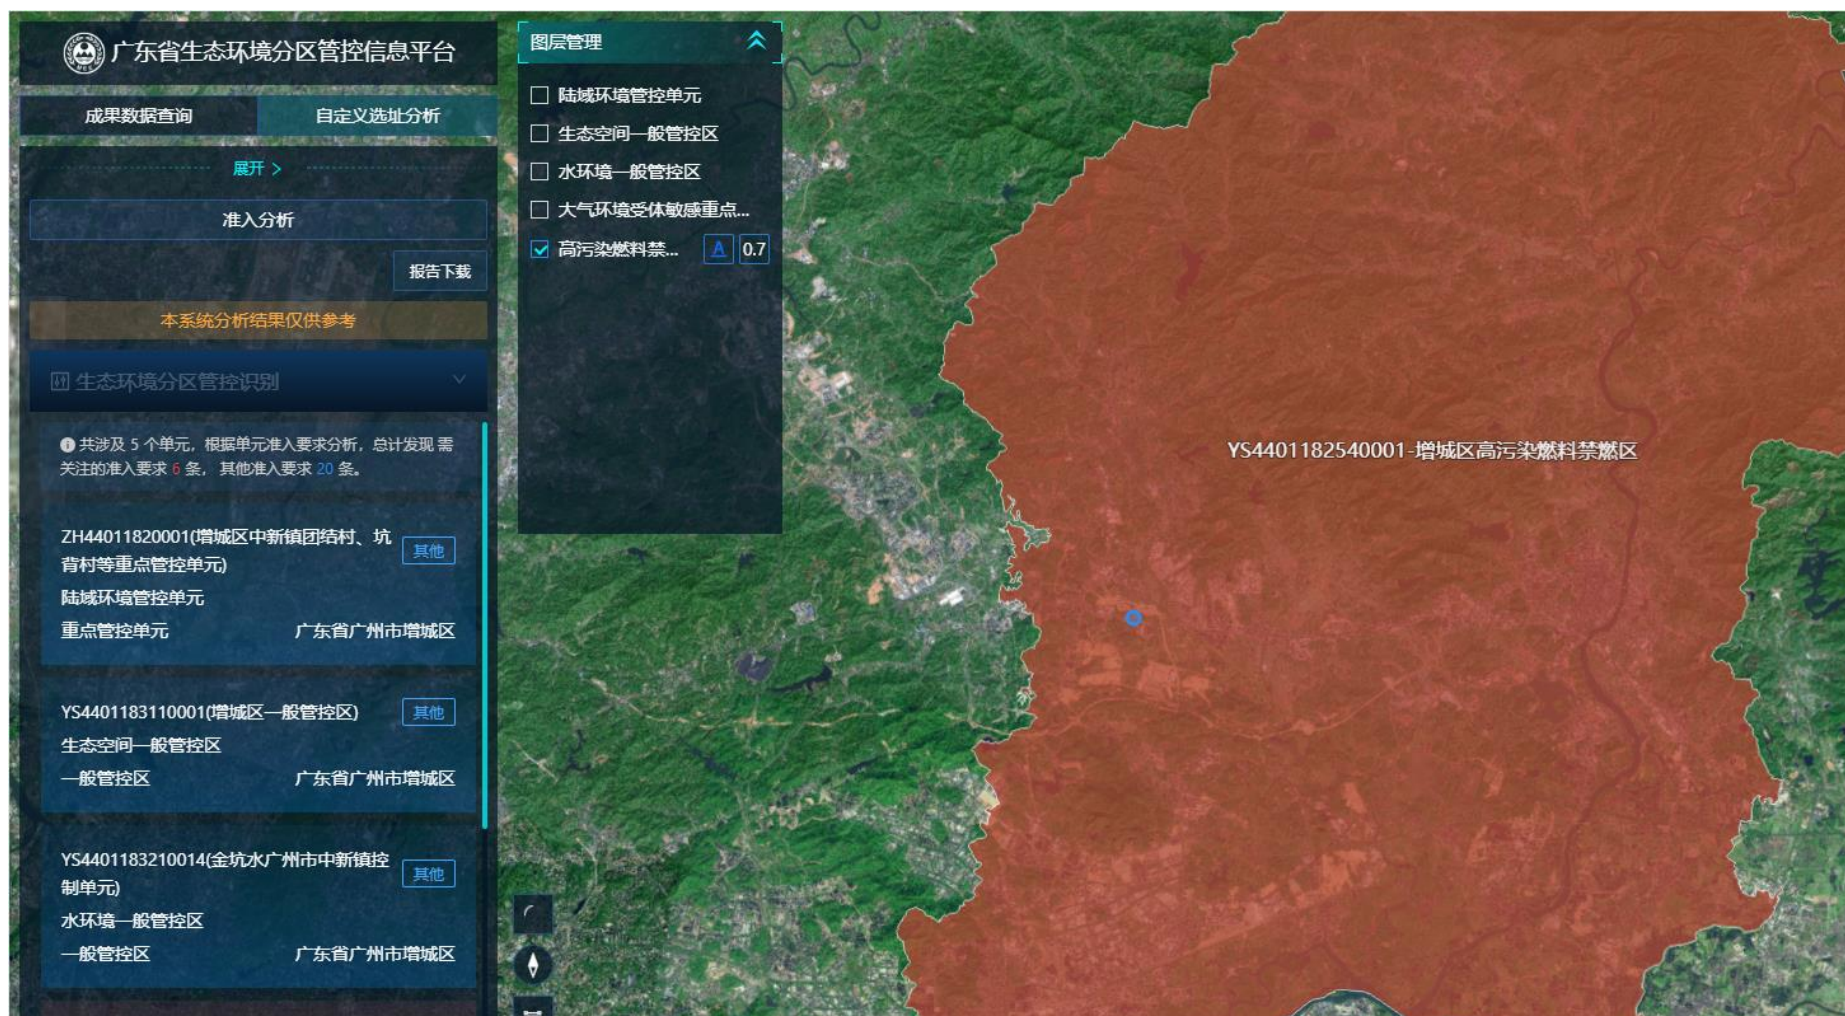 广东省生态环境分区管控信息平台
成果数据查询
自定义选址分析
展开 >
准入分析
报告下载
本系统分析结果仅供参考
生态环境分区管控识别
共涉及 5 个单元，根据单元准入要求分析，总计发现 需
关注的准入要求 6 条， 其他准入要求 20 条。
ZH44011820001(增城区中新镇团结村、坑
背村等重点管控单元)
其他
陆域环境管控单元
重点管控单元
广东省广州市增城区
YS4401183110001(增城区一般管控区)
其他
生态空间一般管控区
一般管控区
广东省广州市增城区
YS4401183210014(金坑水广州市中新镇控
制单元)
其他
水环境一般管控区
一般管控区
广东省广州市增城区
图层管理
陆域环境管控单元
生态空间一般管控区
水环境一般管控区
大气环境受体敏感重点...
高污染燃料禁...
A
0.7
YS4401182540001-增城区高污染燃料禁燃区